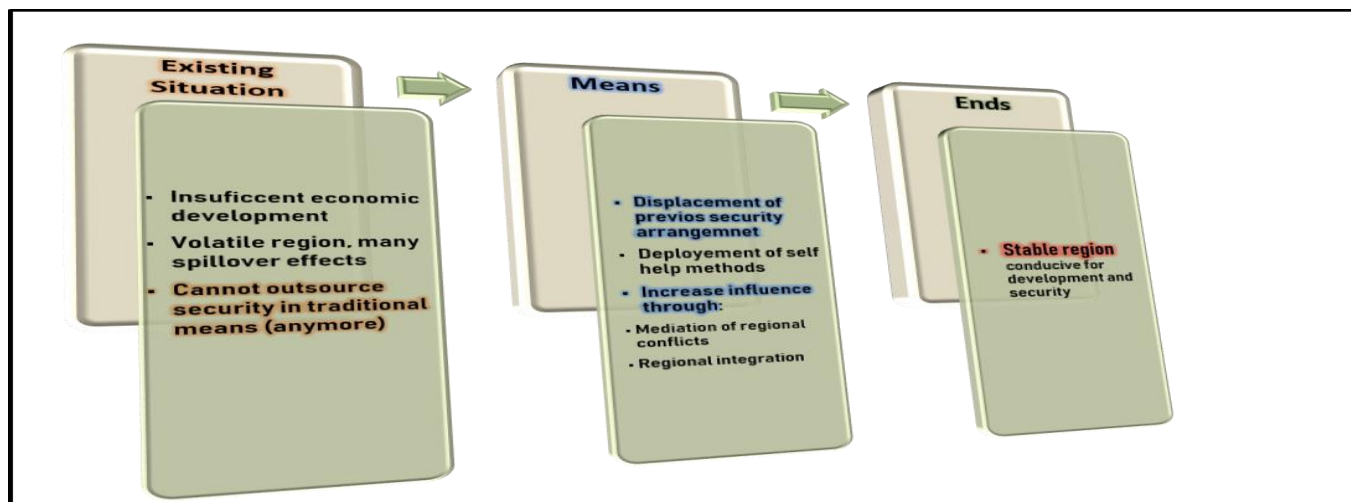 Existing
Situation
▪ Insuficcent economic
development
▪ Volatile region, many
spillover effects
▪ Cannot outsource
security in traditional
means (anymore)
Means
▪ Displacement of
previos security
arrangemnet
▪ Deployement of self
help methods
▪ Increase influence
through:
▪ Mediation of regional
conflicts
▪ Regional integration
Ends
▪ Stable region
conducive for
development and
security